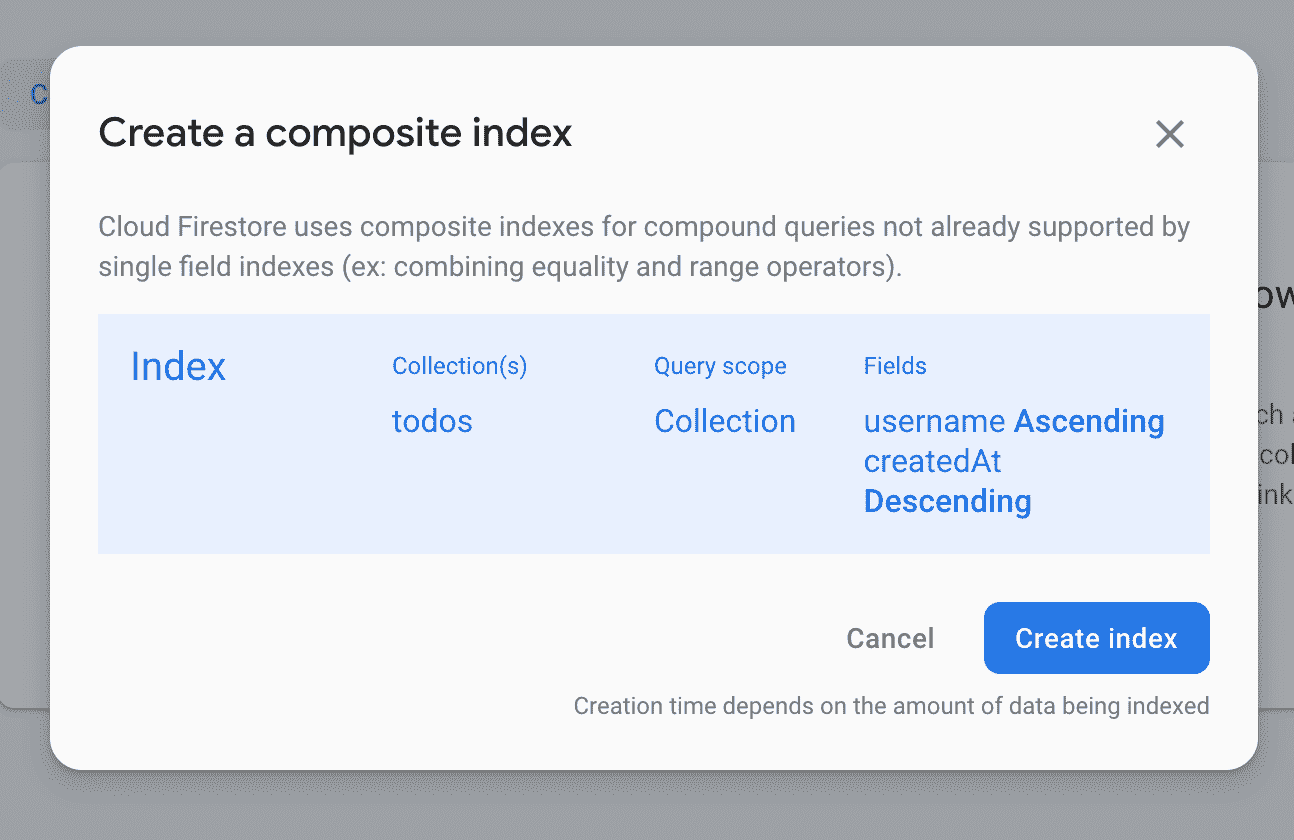 Create a composite index
Cloud Firestore uses composite indexes for compound queries not already supported by
single field indexes (ex: combining equality and range operators).
Index
Collection(s)
Query scope
Fields
todos
Collection
username Ascending
createdAt
Descending
Cancel
Create index
Creation time depends on the amount of data being indexed